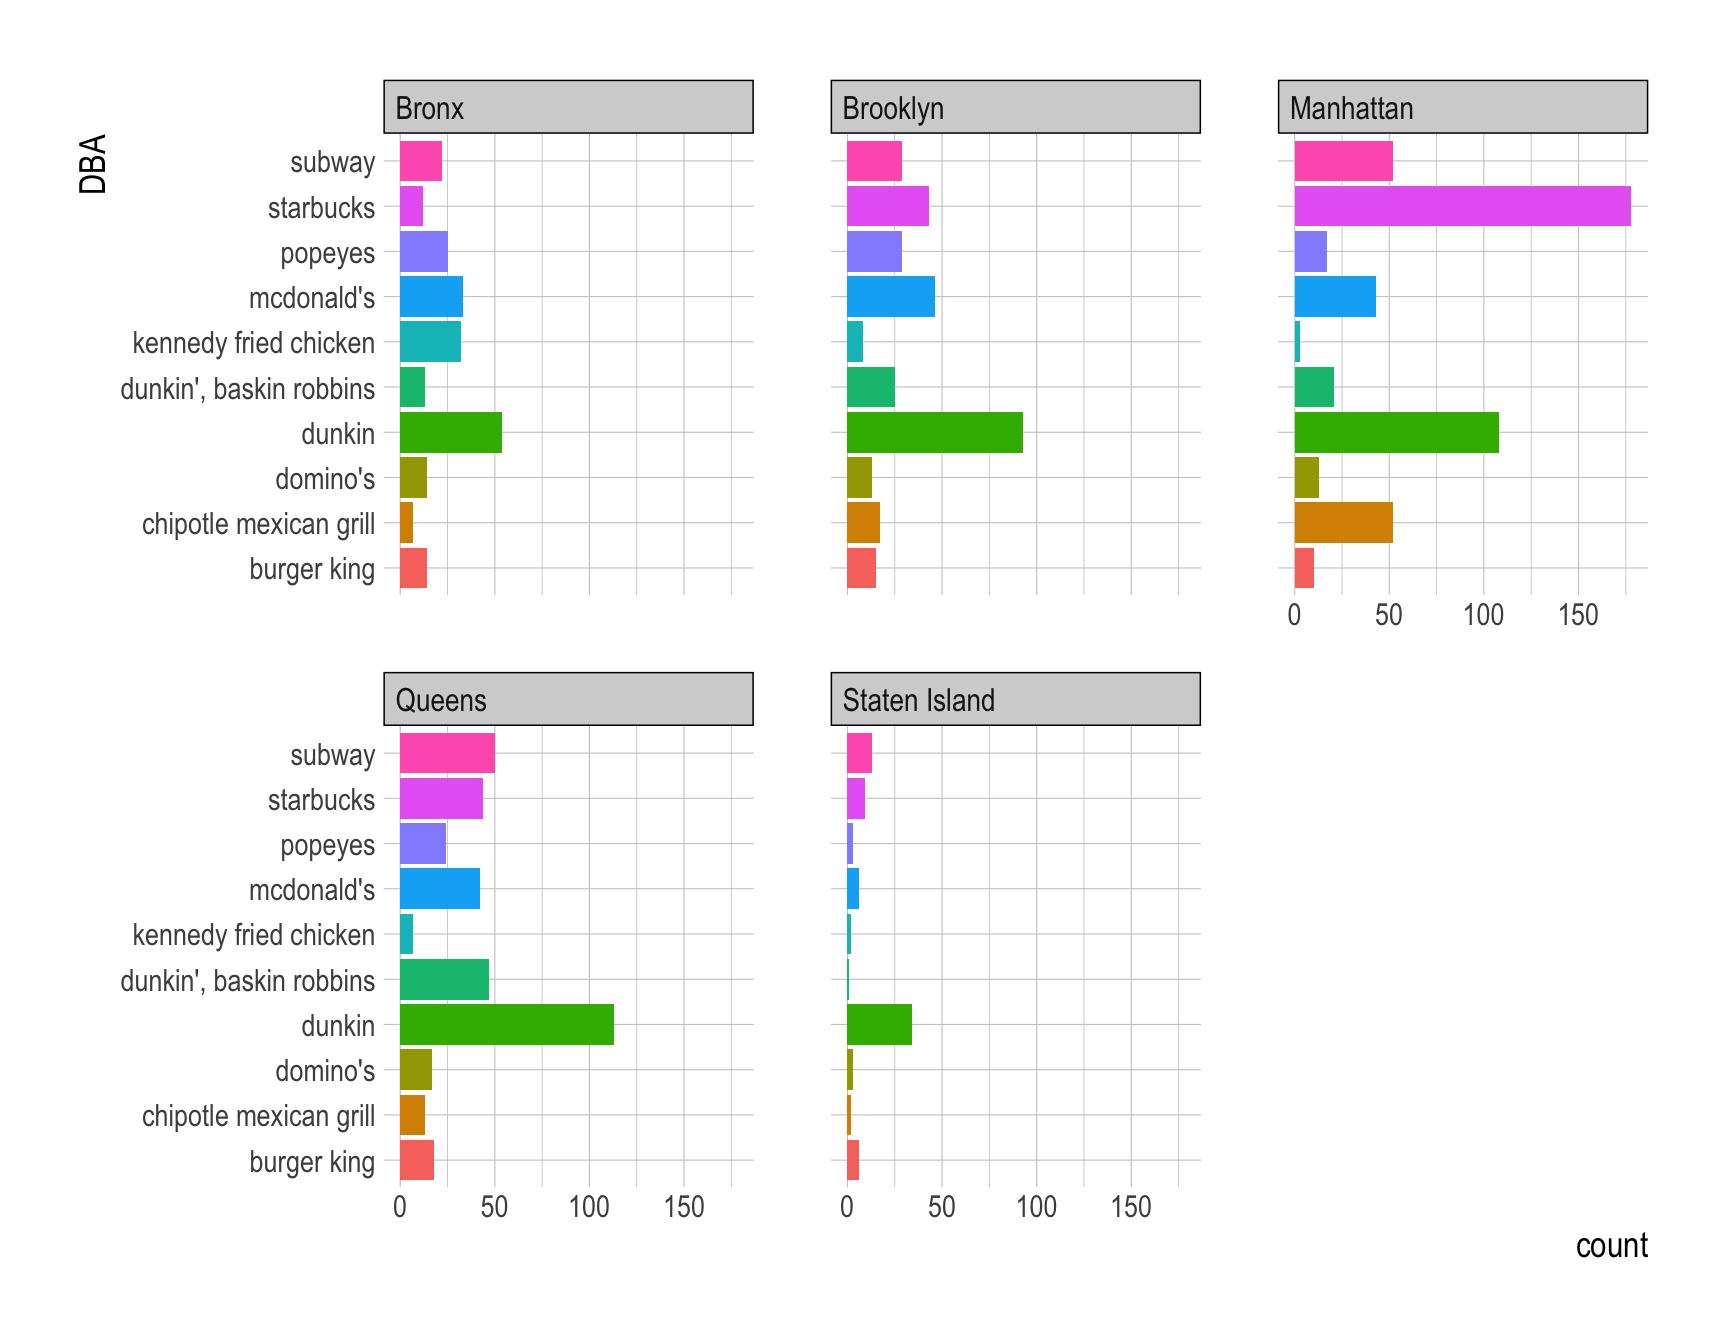 DBA
Bronx
Brooklyn
Manhattan
subway
starbucks
popeyes
mcdonald's
kennedy fried chicken
dunkin', baskin robbins
dunkin
domino's
chipotle mexican grill
burger king
0 50 100 150
Queens
Staten Island
subway
starbucks
popeyes
mcdonald's
kennedy fried chicken
dunkin', baskin robbins
dunkin
domino's
chipotle mexican grill
burger king
0 50 100 150
0 50 100 150
count